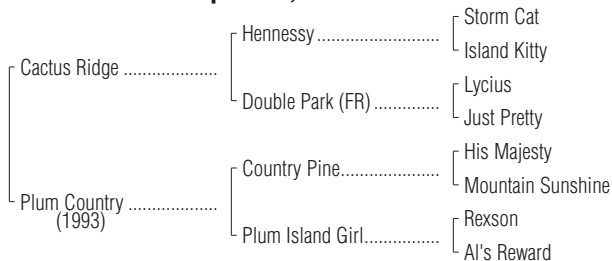 Storm Cat
Hennessy
Island Kitty
Cactus Ridge
Lycius
Double Park (FR)
Just Pretty
His Majesty
Country Pine
Mountain Sunshine
Plum Country
(1993)
Rexson
Plum Island Girl
Al's Reward